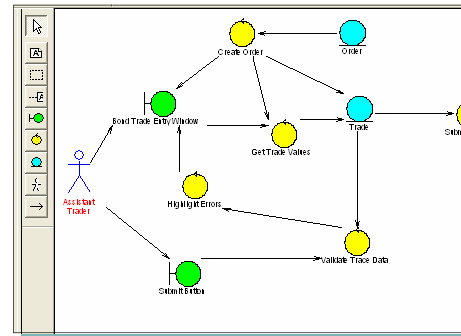 Create Order
Order
Bond Trade Entry Window
Trade
Subm
Get Trade Values
Assistant
Trader
Highlight Errors
Validate Trade Data
Submit Button
A